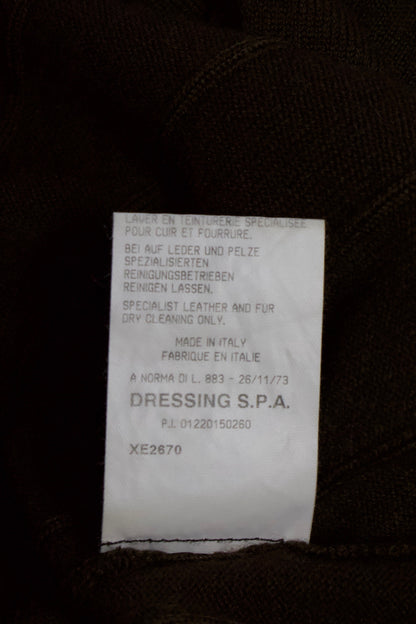 LAVER EN TEINTURERIE SPECIALISEE
POUR CUIR ET FOURRURE.
BEI AUF LEDER UND PELZE
SPEZIALISIERTEN
REINIGUNGSBETRIEBEN
REINIGEN LASSEN.
SPECIALIST LEATHER AND FUR
DRY CLEANING ONLY.
MADE IN ITALY
FABRIQUE EN ITALIE
A NORMA DI L. 883 - 26/11/73
DRESSING S.P.A.
P.I. 01220150260
XE2670